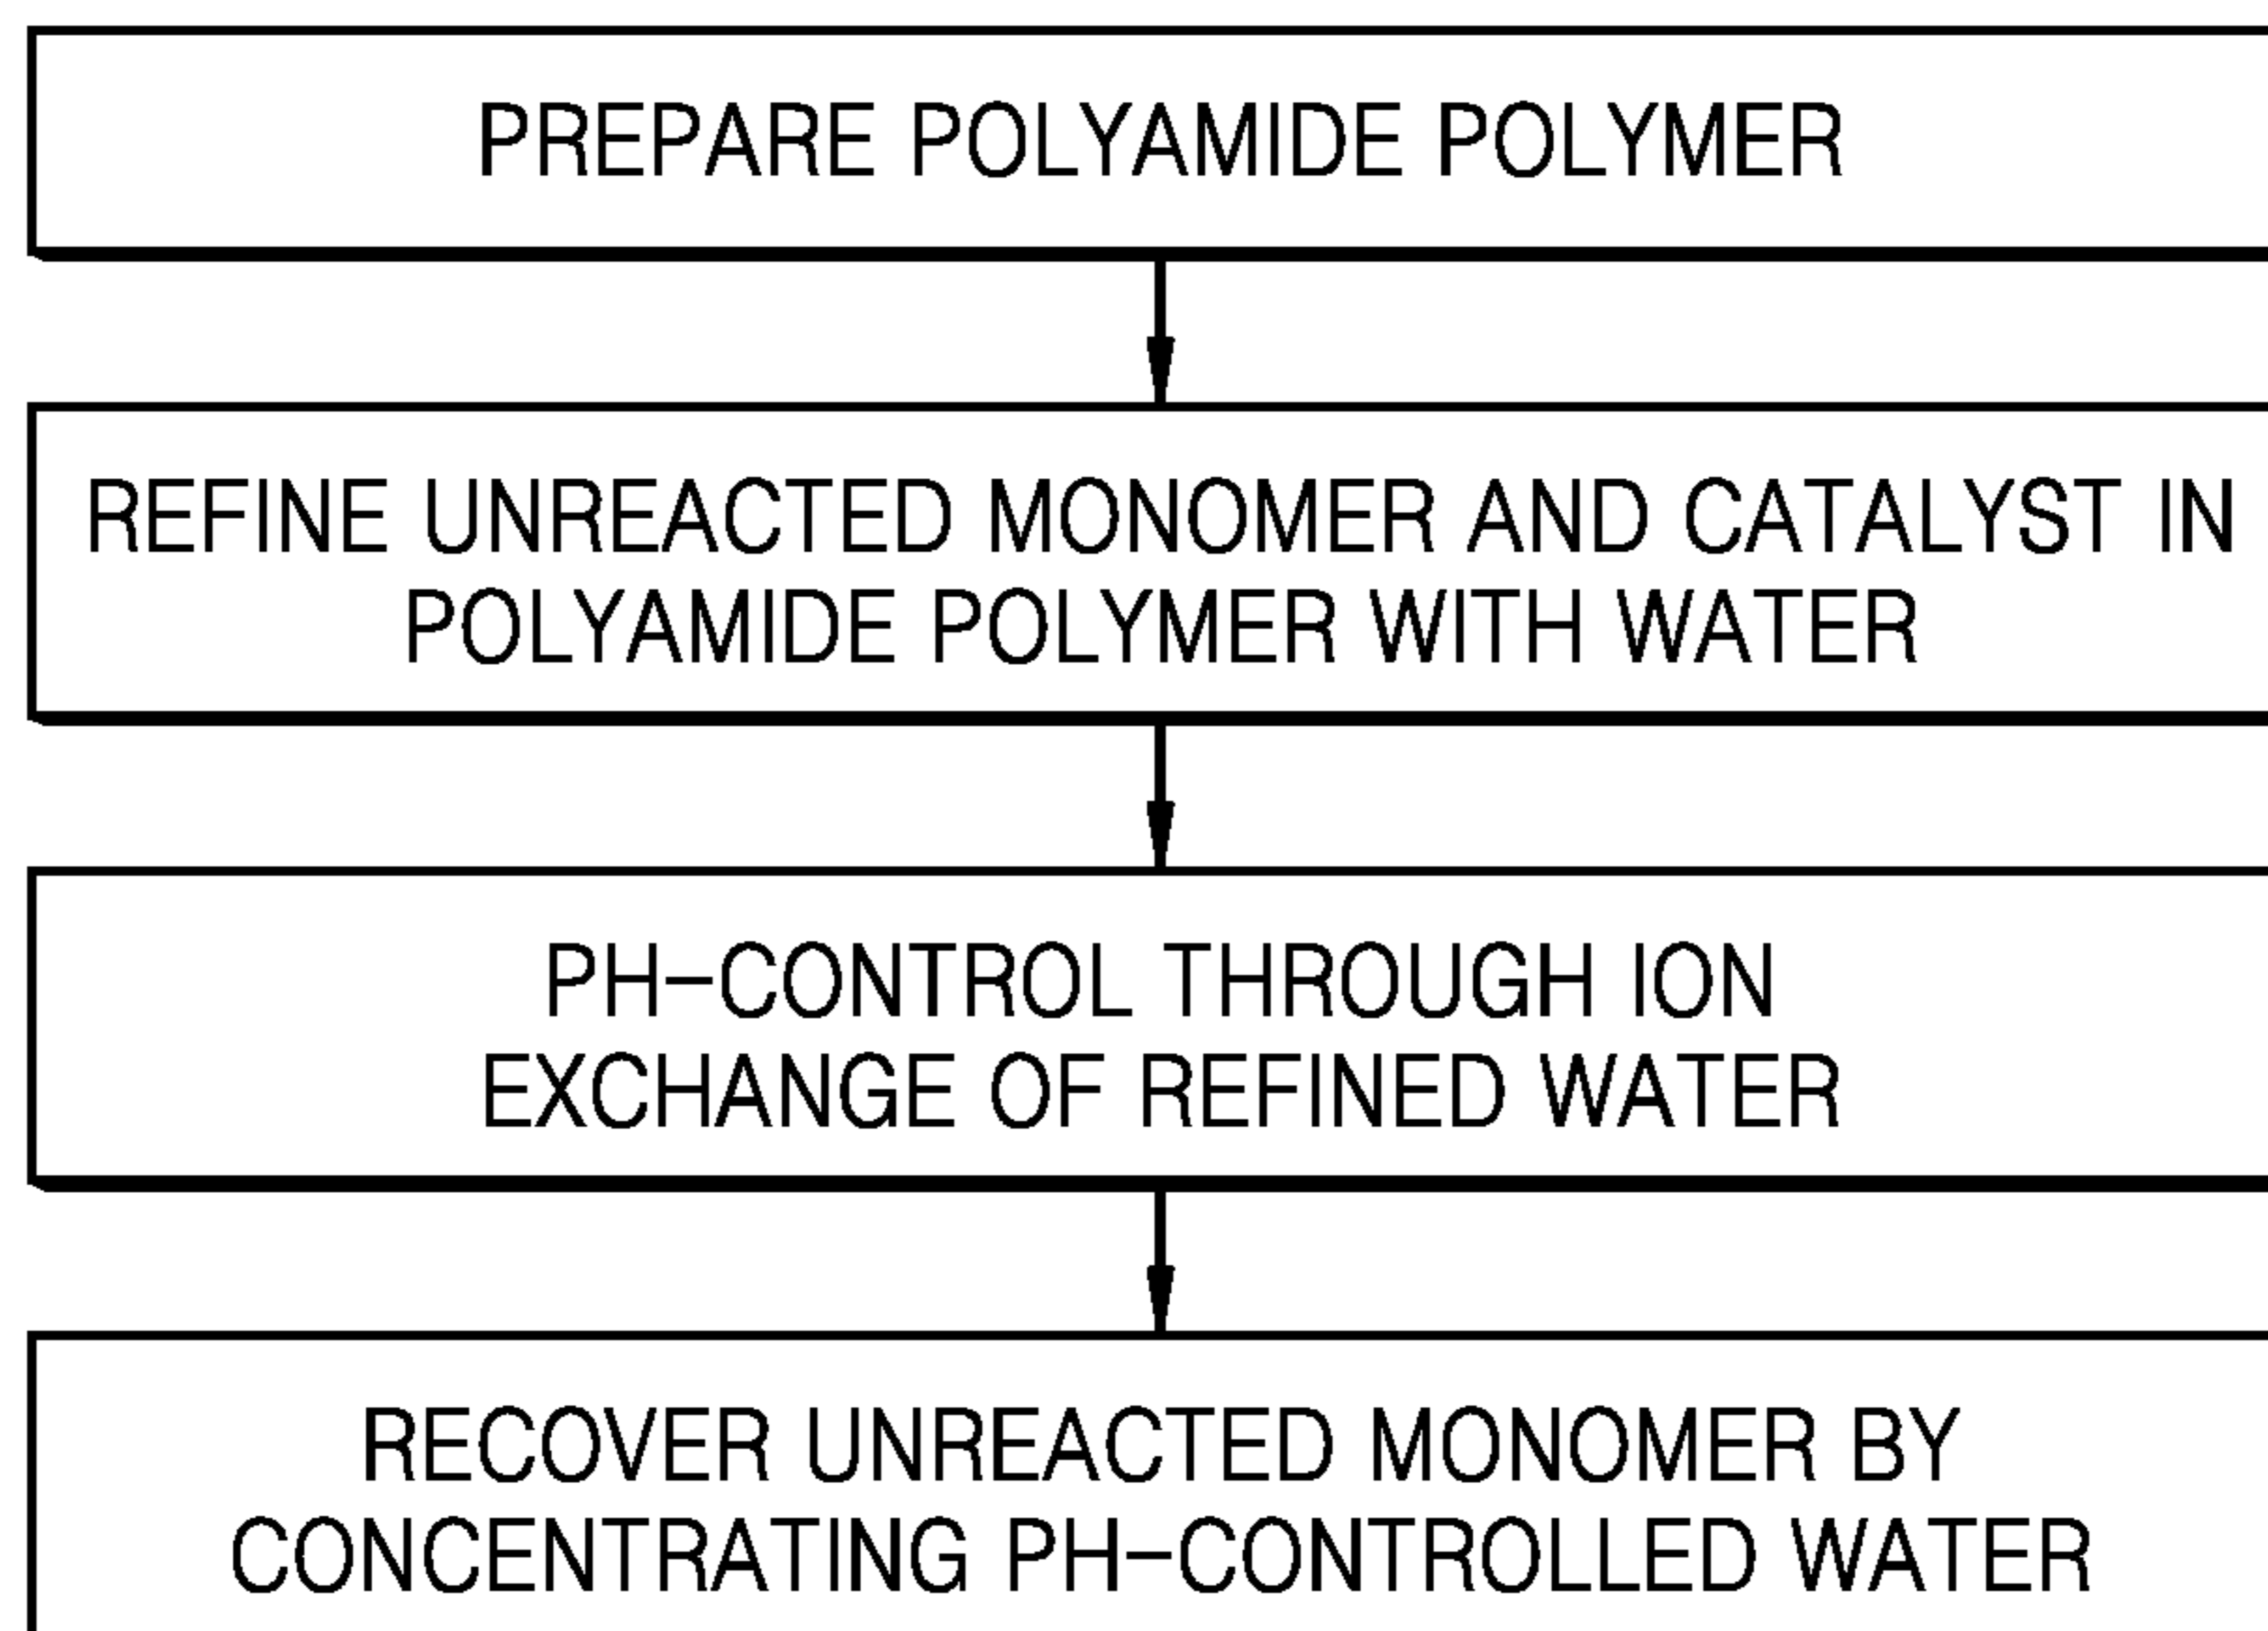 PREPARE POLYAMIDE POLYMER
REFINE UNREACTED MONOMER AND CATALYST IN
POLYAMIDE POLYMER WITH WATER
PH-CONTROL THROUGH ION
EXCHANGE OF REFINED WATER
RECOVER UNREACTED MONOMER BY
CONCENTRATING PH-CONTROLLED WATER